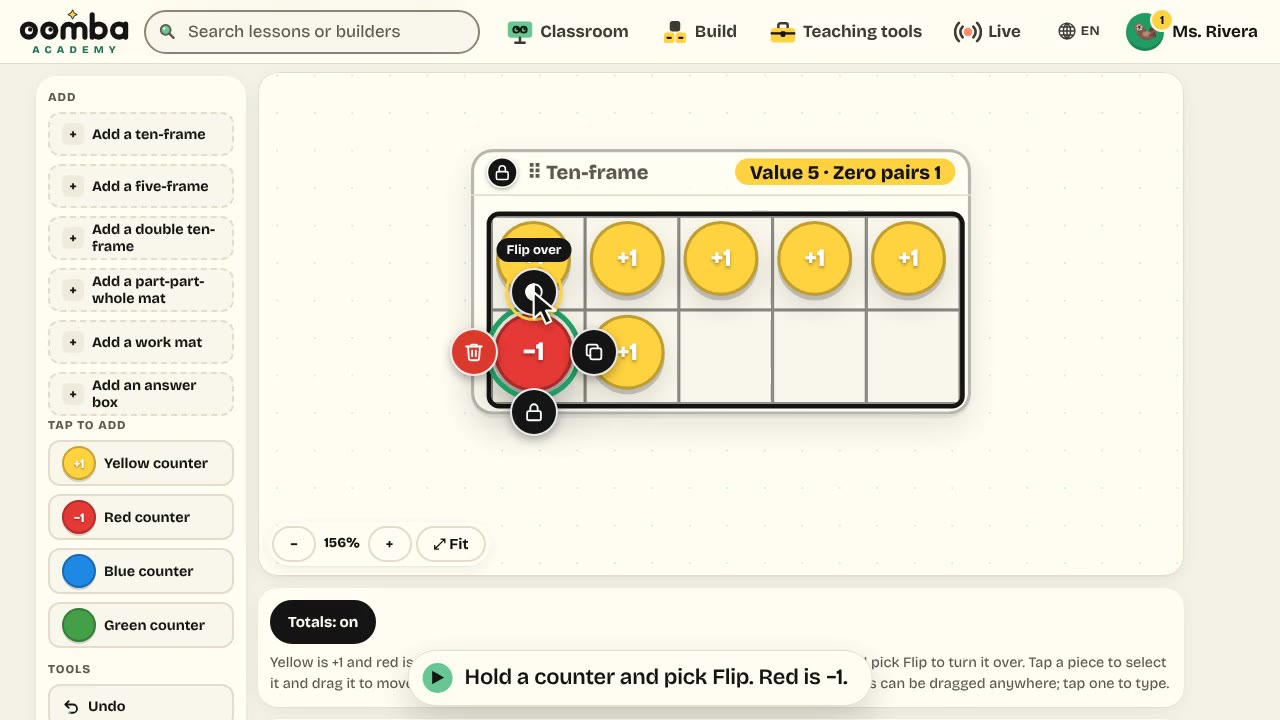 oomba
ACADEMY
Search lessons or builders
Classroom
Build
Teaching tools
Live
EN
1
Ms. Rivera
ADD
+ Add a ten-frame
+ Add a five-frame
+ Add a double ten-
frame
+ Add a part-part-
whole mat
+ Add a work mat
+ Add an answer
box
TAP TO ADD
+1 Yellow counter
−1 Red counter
Blue counter
Green counter
TOOLS
Undo
Ten-frame
Value 5 · Zero pairs 1
Flip over
+1
+1
+1
+1
−1
+1
−
156%
+
Fit
Totals: on
Yellow is +1 and red is
pick Flip to turn it over. Tap a piece to select
it and drag it to
can be dragged anywhere; tap one to type.
Hold a counter and pick Flip. Red is −1.